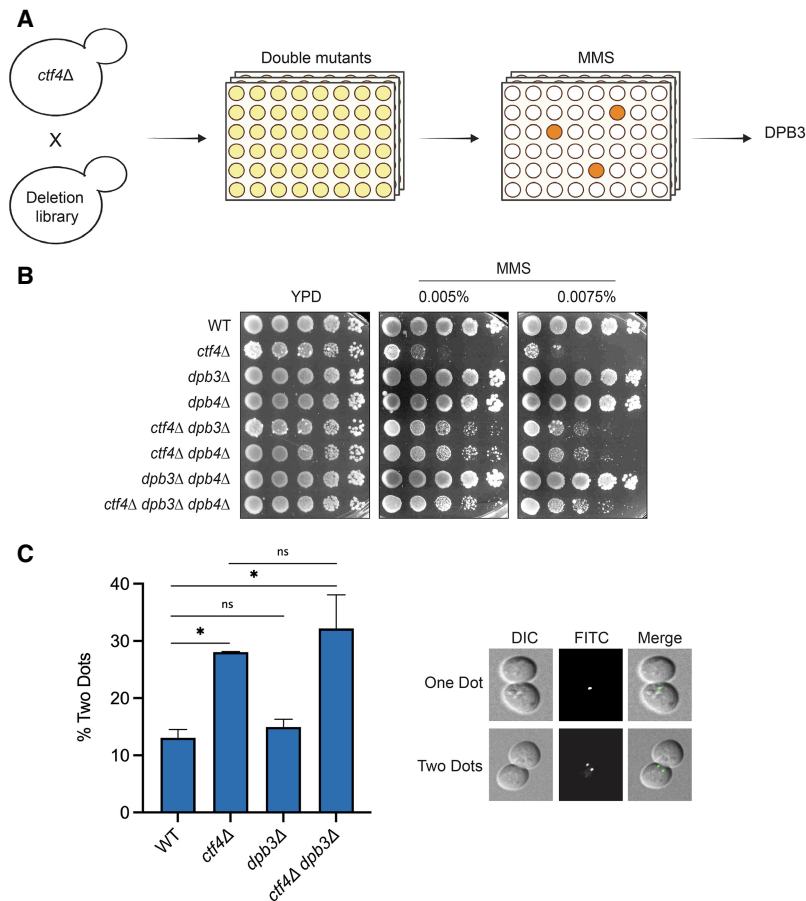 A
ctf4Δ
X
Deletion
library
Double mutants
MMS
DPB3
B
MMS
YPD
0.005%
0.0075%
WT
ctf4Δ
dpb3Δ
dpb4Δ
ctf4Δ dpb3Δ
ctf4Δ dpb4Δ
dpb3Δ dpb4Δ
ctf4Δ dpb3Δ dpb4Δ
C
% Two Dots
40
30
20
10
0
ns
*
ns
*
WT
ctf4Δ
dpb3Δ
ctf4Δ dpb3Δ
DIC
FITC
Merge
One Dot
Two Dots